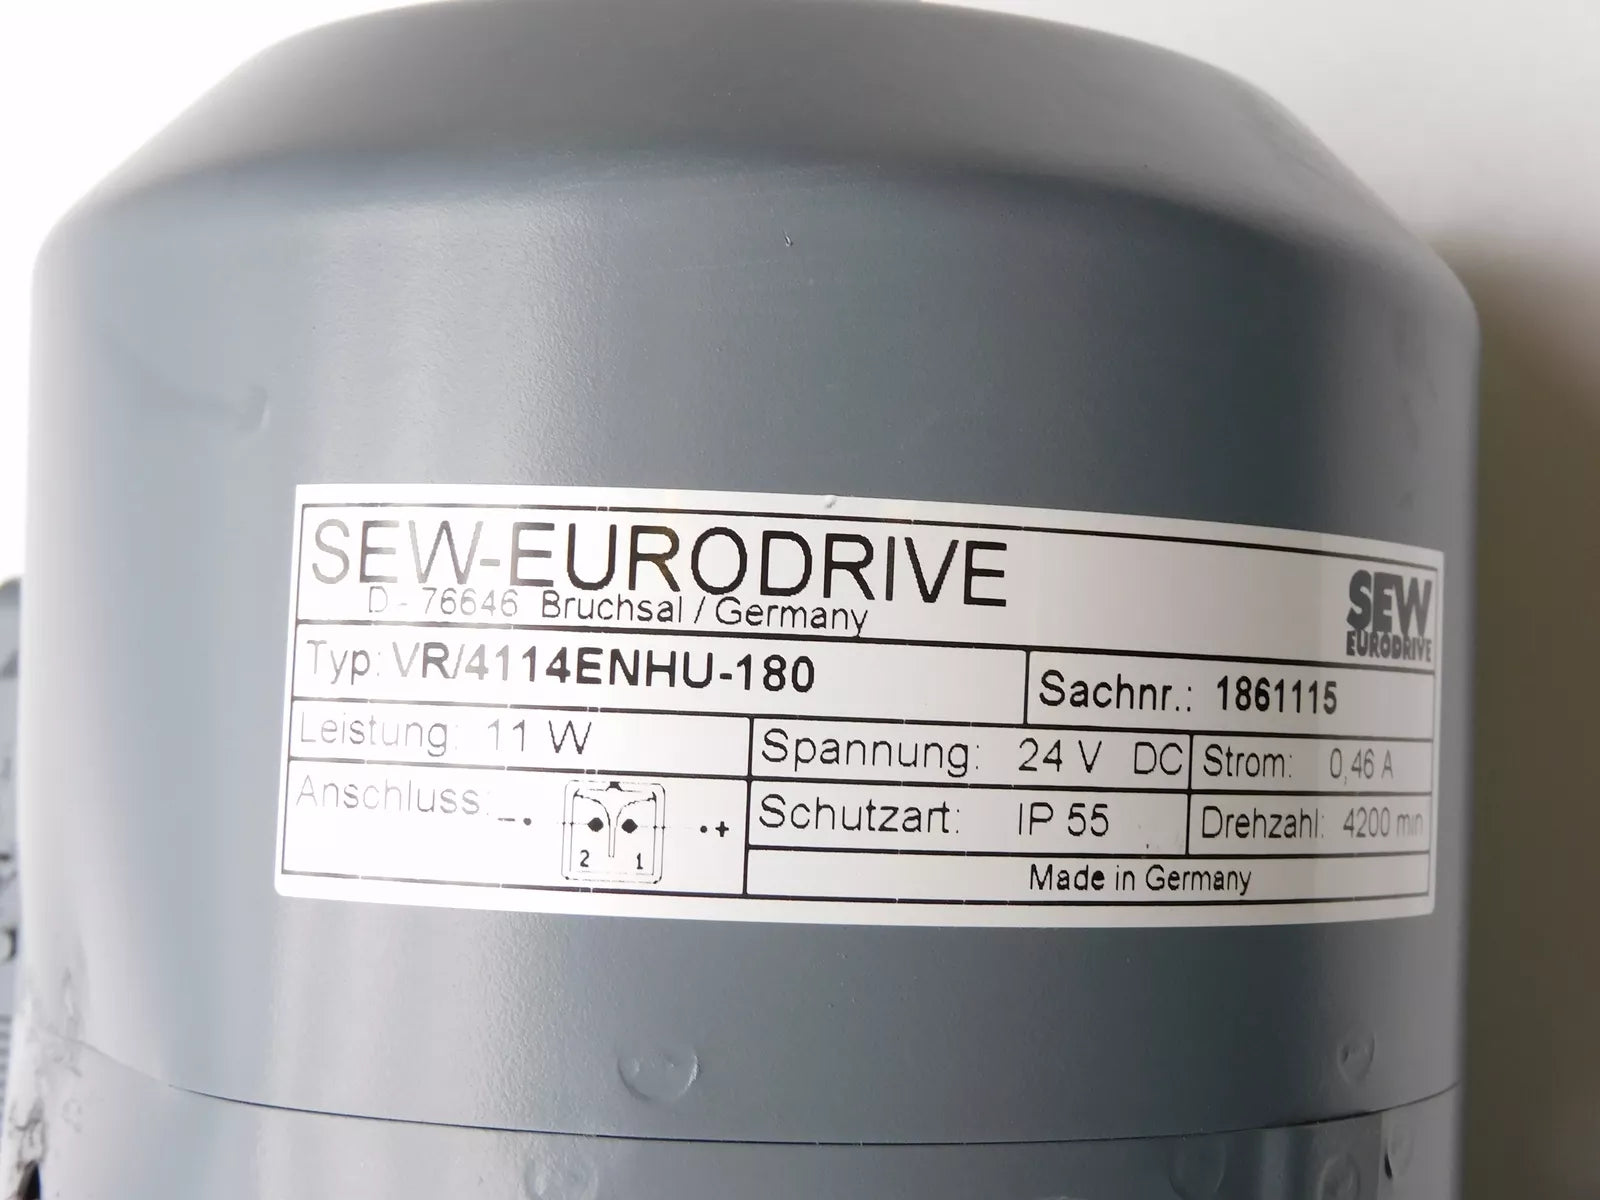 SEW-EURODRIVE
D - 76646 Bruchsal / Germany
SEW
EURODRIVE
Typ: VR/4114ENHU-180
Sachnr.: 1861115
Leistung: 11 W
Spannung: 24 V DC
Strom: 0,46 A
Anschluss: - +
2 1
Schutzart: IP 55
Drehzahl: 4200 min
Made in Germany